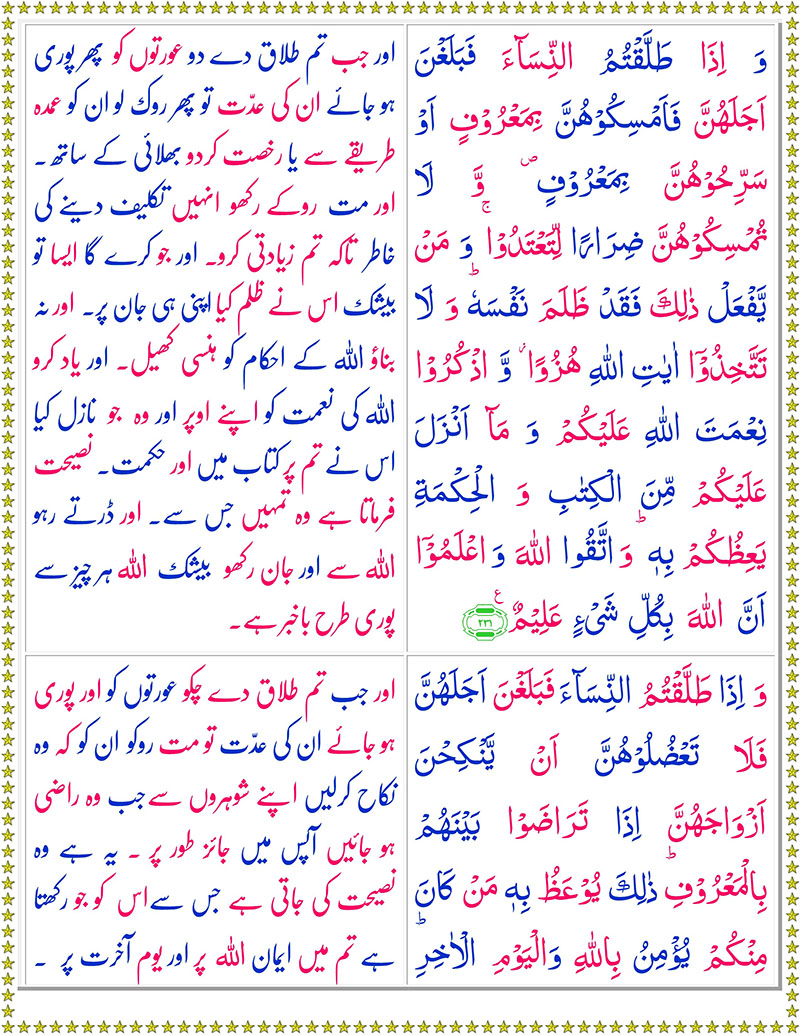 وَ اِذَا طَلَّقْتُمُ النِّسَآءَ فَبَلَغْنَ
اَجَلَهُنَّ فَاَمْسِكُوْهُنَّ بِمَعْرُوْفٍ اَوْ
سَرِّحُوْهُنَّ بِمَعْرُوْفٍ ۪ وَّ لَا
تُمْسِكُوْهُنَّ ضِرَارًا لِّتَعْتَدُوْا ۚ وَ مَنْ
يَّفْعَلْ ذٰلِكَ فَقَدْ ظَلَمَ نَفْسَهٗ ؕ وَ لَا
تَتَّخِذُوْۤا اٰيٰتِ اللّٰهِ هُزُوًا ؗ وَّ اذْكُرُوْا
نِعْمَتَ اللّٰهِ عَلَيْكُمْ وَ مَاۤ اَنْزَلَ
عَلَيْكُمْ مِّنَ الْكِتٰبِ وَ الْحِكْمَةِ
يَعِظُكُمْ بِهٖ ؕ وَ اتَّقُوا اللّٰهَ وَ اعْلَمُوْۤا
اَنَّ اللّٰهَ بِكُلِّ شَیْءٍ عَلِيْمٌ ۠ ﴿۲۳۱﴾
اور جب تم طلاق دے دو عورتوں کو پھر پوری
ہو جائے ان کی عدّت تو پھر روک لو ان کو عمدہ
طریقے سے یا رخصت کردو بھلائی کے ساتھ۔
اور مت روکے رکھو انہیں تکلیف دینے کی
خاطر تاکہ تم زیادتی کرو۔ اور جو کرے گا ایسا تو
بیشک اس نے ظلم کیا اپنی ہی جان پر۔ اور نہ
بناؤ اللہ کے احکام کو ہنسی کھیل۔ اور یاد کرو
اللہ کی نعمت کو اپنے اوپر اور وہ جو نازل کیا
اس نے تم پر کتاب میں اور حکمت۔ نصیحت
فرماتا ہے وہ تمہیں جس سے۔ اور ڈرتے رہو
اللہ سے اور جان رکھو بیشک اللہ ہر چیز سے
پوری طرح باخبر ہے۔
وَ اِذَا طَلَّقْتُمُ النِّسَآءَ فَبَلَغْنَ اَجَلَهُنَّ
فَلَا تَعْضُلُوْهُنَّ اَنْ يَّنْكِحْنَ
اَزْوَاجَهُنَّ اِذَا تَرَاضَوْا بَيْنَهُمْ
بِالْمَعْرُوْفِ ؕ ذٰلِكَ يُوْعَظُ بِهٖ مَنْ كَانَ
مِنْكُمْ يُؤْمِنُ بِاللّٰهِ وَالْيَوْمِ الْاٰخِرِ ؕ
اور جب تم طلاق دے چکو عورتوں کو اور پوری
ہو جائے ان کی عدّت تو مت روکو ان کو کہ وہ
نکاح کرلیں اپنے شوہروں سے جب وہ راضی
ہو جائیں آپس میں جائز طور پر۔ یہ ہے وہ
نصیحت کی جاتی ہے جس سے اس کو جو رکھتا
ہے تم میں ایمان اللہ پر اور یوم آخرت پر ۔